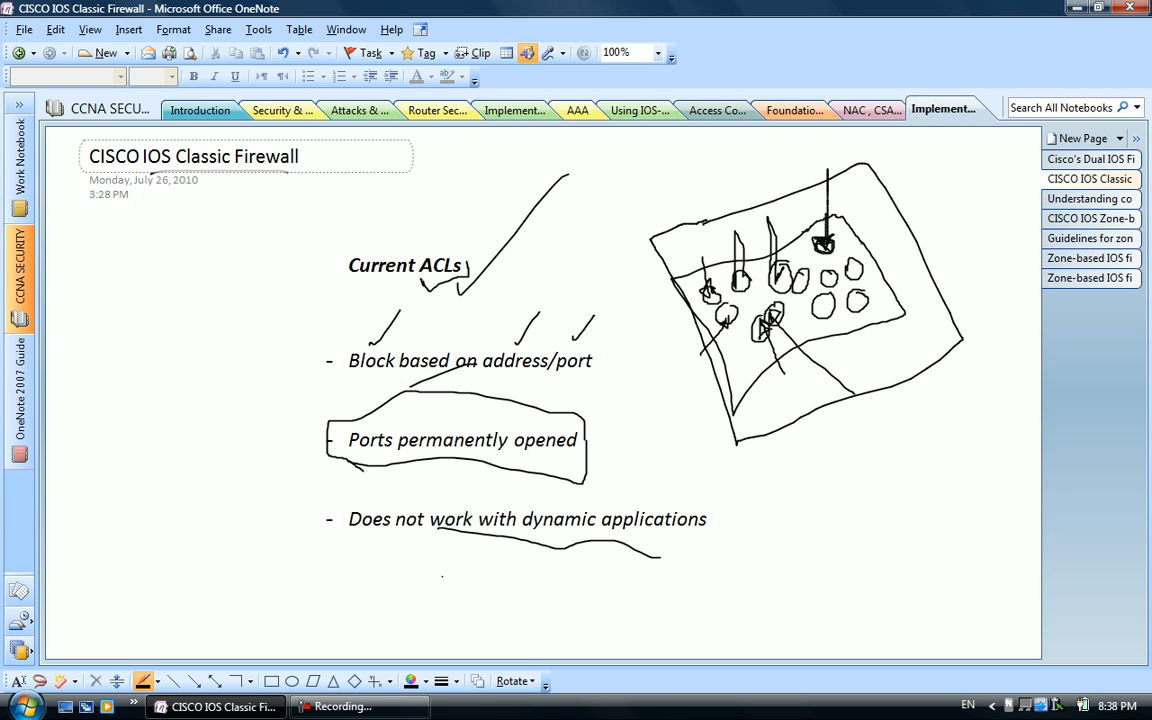 CISCO IOS Classic Firewall - Microsoft Office OneNote
File Edit View Insert Format Share Tools Table Window Help
New Task Tag Clip 100%
B I U A ab
CCNA SECU... Introduction Security & ... Attacks & ... Router Sec... Implement... AAA Using IOS-... Access Co... Foundatio... NAC , CSA... Implement... Search All Notebooks
Work Notebook
CCNA SECURITY
OneNote 2007 Guide
New Page
Cisco's Dual IOS Fi
CISCO IOS Classic
Understanding co
CISCO IOS Zone-b
Guidelines for zon
Zone-based IOS fi
Zone-based IOS fi
CISCO IOS Classic Firewall
Monday, July 26, 2010
3:28 PM
Current ACLs
- Block based on address/port
- Ports permanently opened
- Does not work with dynamic applications
Rotate
CISCO IOS Classic Fi... Recording... EN 8:38 PM